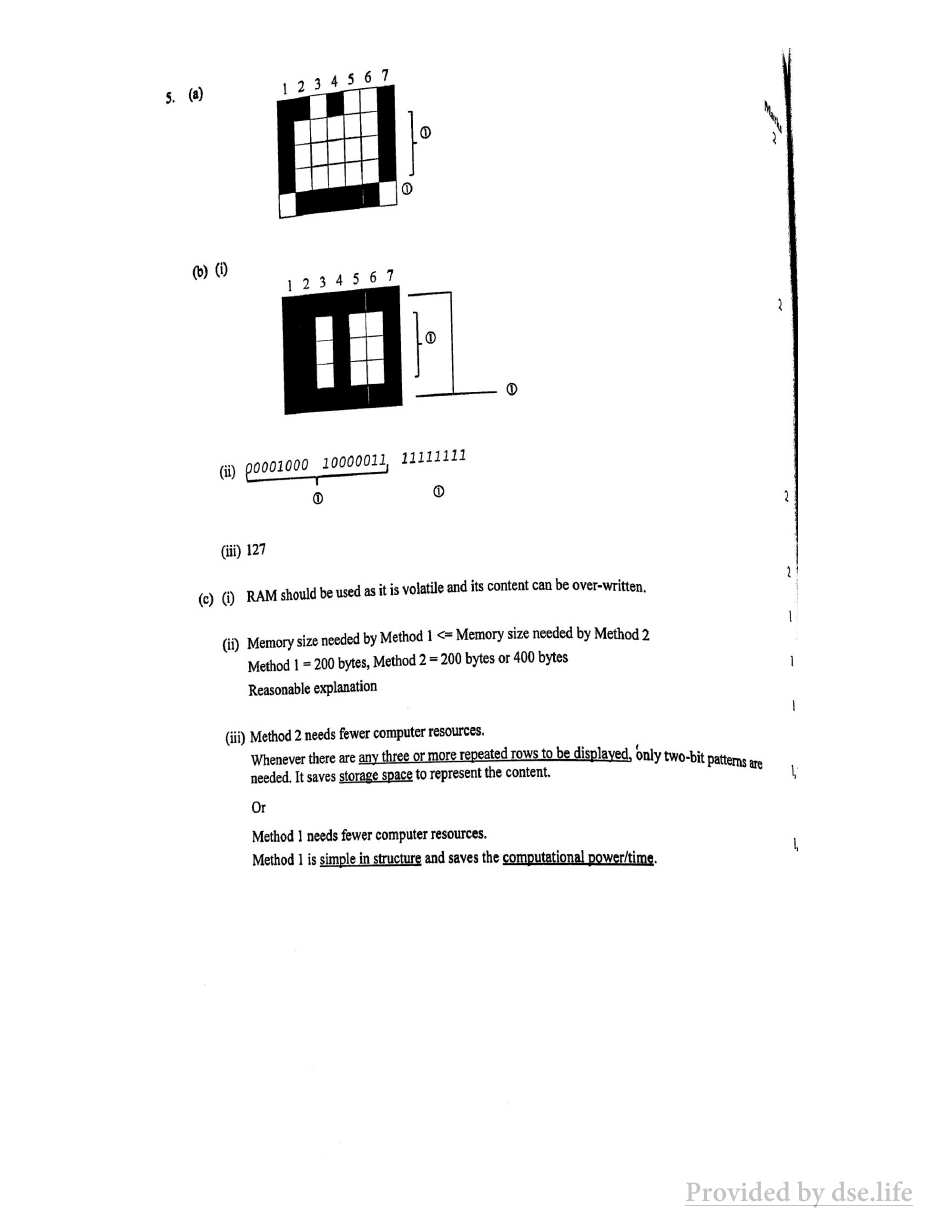 Marks
5. (a)
1 2 3 4 5 6 7
2
①
①
(b) (i)
1 2 3 4 5 6 7
2
①
①
(ii) 00001000 10000011 11111111
① ①
2
(iii) 127
2
(c) (i) RAM should be used as it is volatile and its content can be over-written.
1
(ii) Memory size needed by Method 1 <= Memory size needed by Method 2
Method 1 = 200 bytes, Method 2 = 200 bytes or 400 bytes
1
Reasonable explanation
1
(iii) Method 2 needs fewer computer resources.
Whenever there are any three or more repeated rows to be displayed, only two-bit patterns are
needed. It saves storage space to represent the content.
1,
Or
Method 1 needs fewer computer resources.
1,
Method 1 is simple in structure and saves the computational power/time.
Provided by dse.life